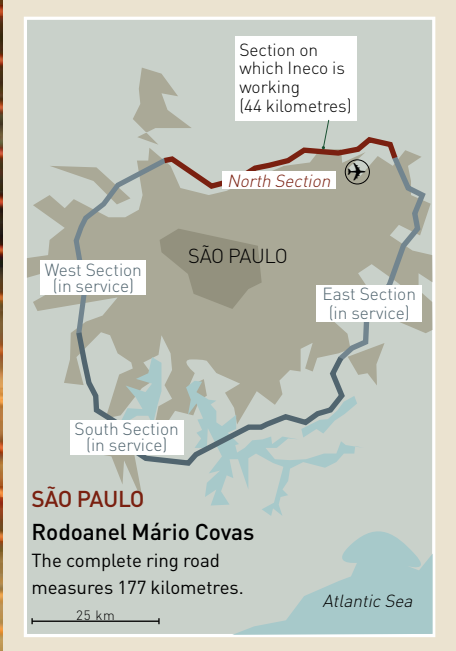 Section on
which Ineco is
working
(44 kilometres)
North Section
SÃO PAULO
West Section
(in service)
East Section
(in service)
South Section
(in service)
SÃO PAULO
Rodoanel Mário Covas
The complete ring road
measures 177 kilometres.
25 km
Atlantic Sea